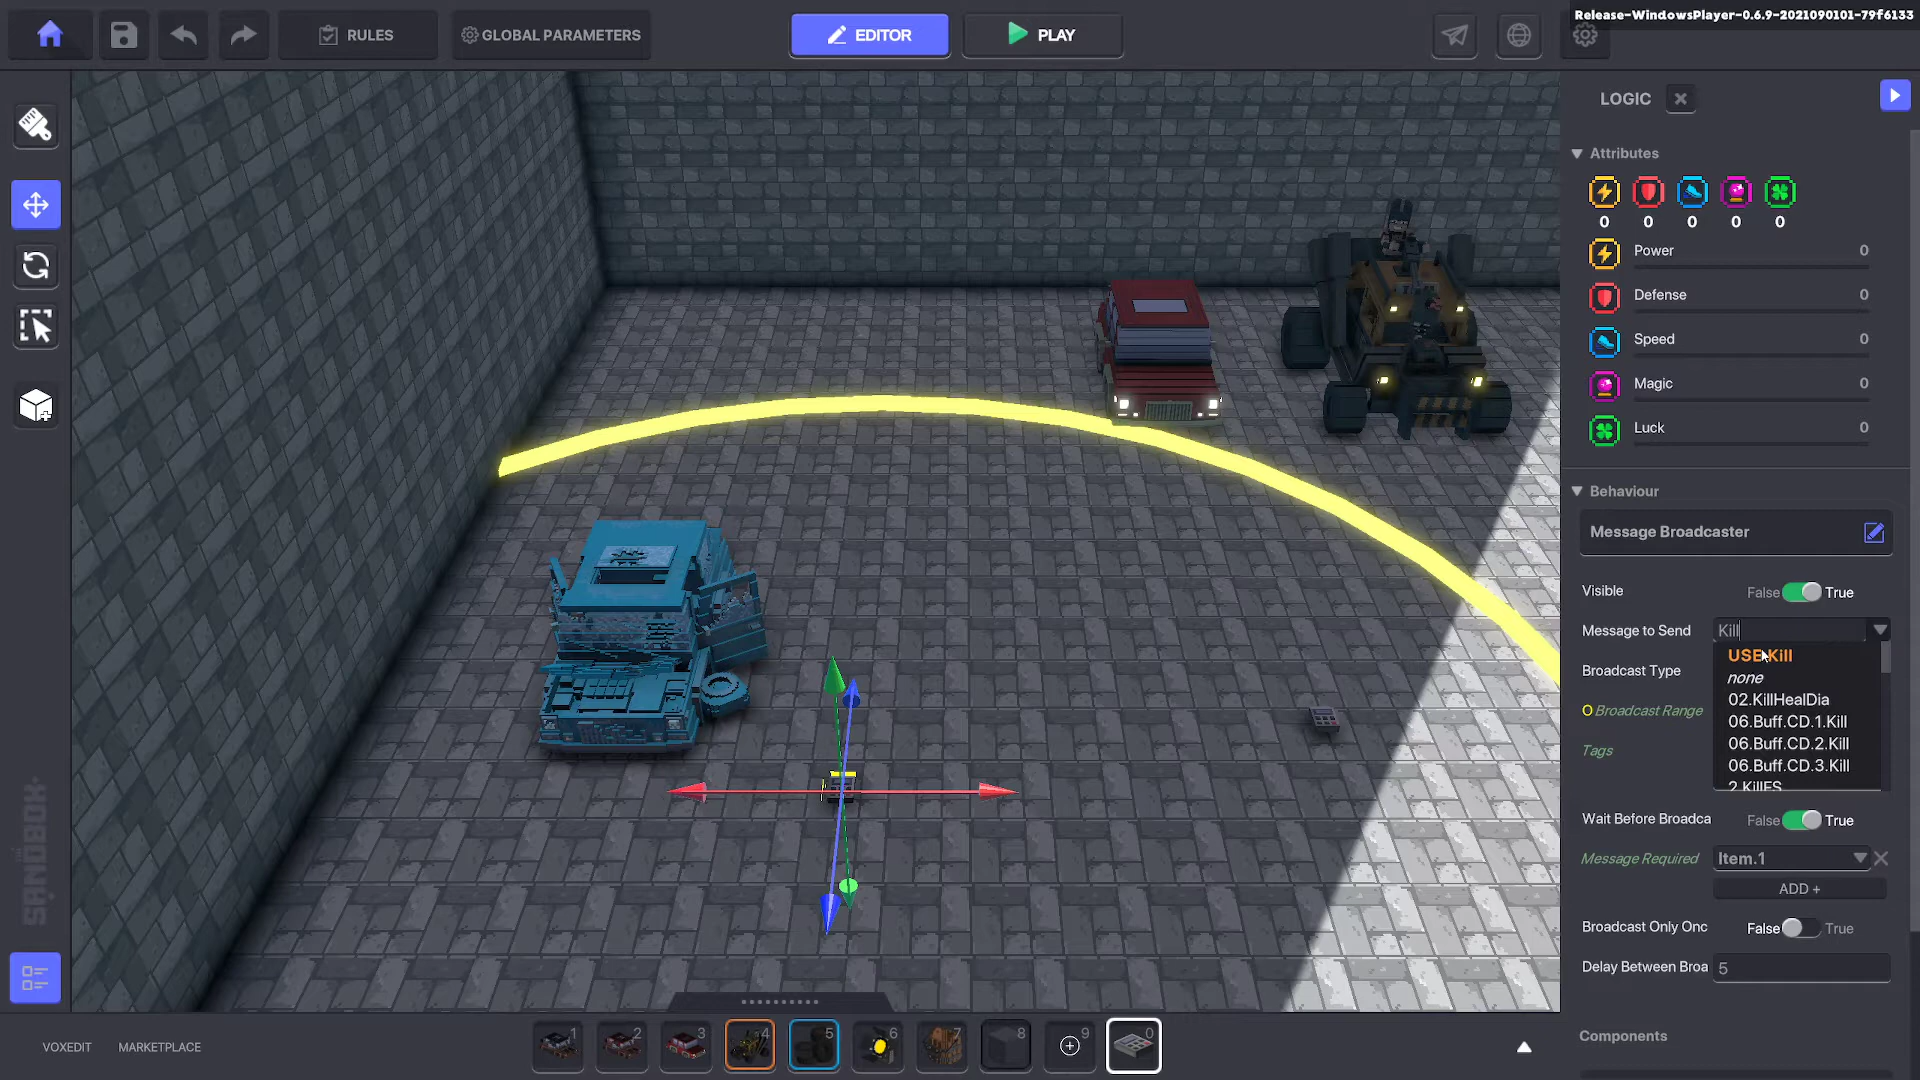 Release-WindowsPlayer-0.6.9-2021090101-79f6133
RULES
GLOBAL PARAMETERS
EDITOR
PLAY
LOGIC
Attributes
0 0 0 0 0
Power 0
Defense 0
Speed 0
Magic 0
Luck 0
Behaviour
Message Broadcaster
Visible False True
Message to Send Kill
USE Kill
none
02.KillHealDia
06.Buff.CD.1.Kill
06.Buff.CD.2.Kill
06.Buff.CD.3.Kill
2.KillES
Broadcast Type
Broadcast Range
Tags
Wait Before Broadca False True
Message Required Item.1
ADD +
Broadcast Only Onc False True
Delay Between Broa 5
Components
THE SANDBOX
VOXEDIT
MARKETPLACE
1 2 3 4 5 6 7 8 9 0